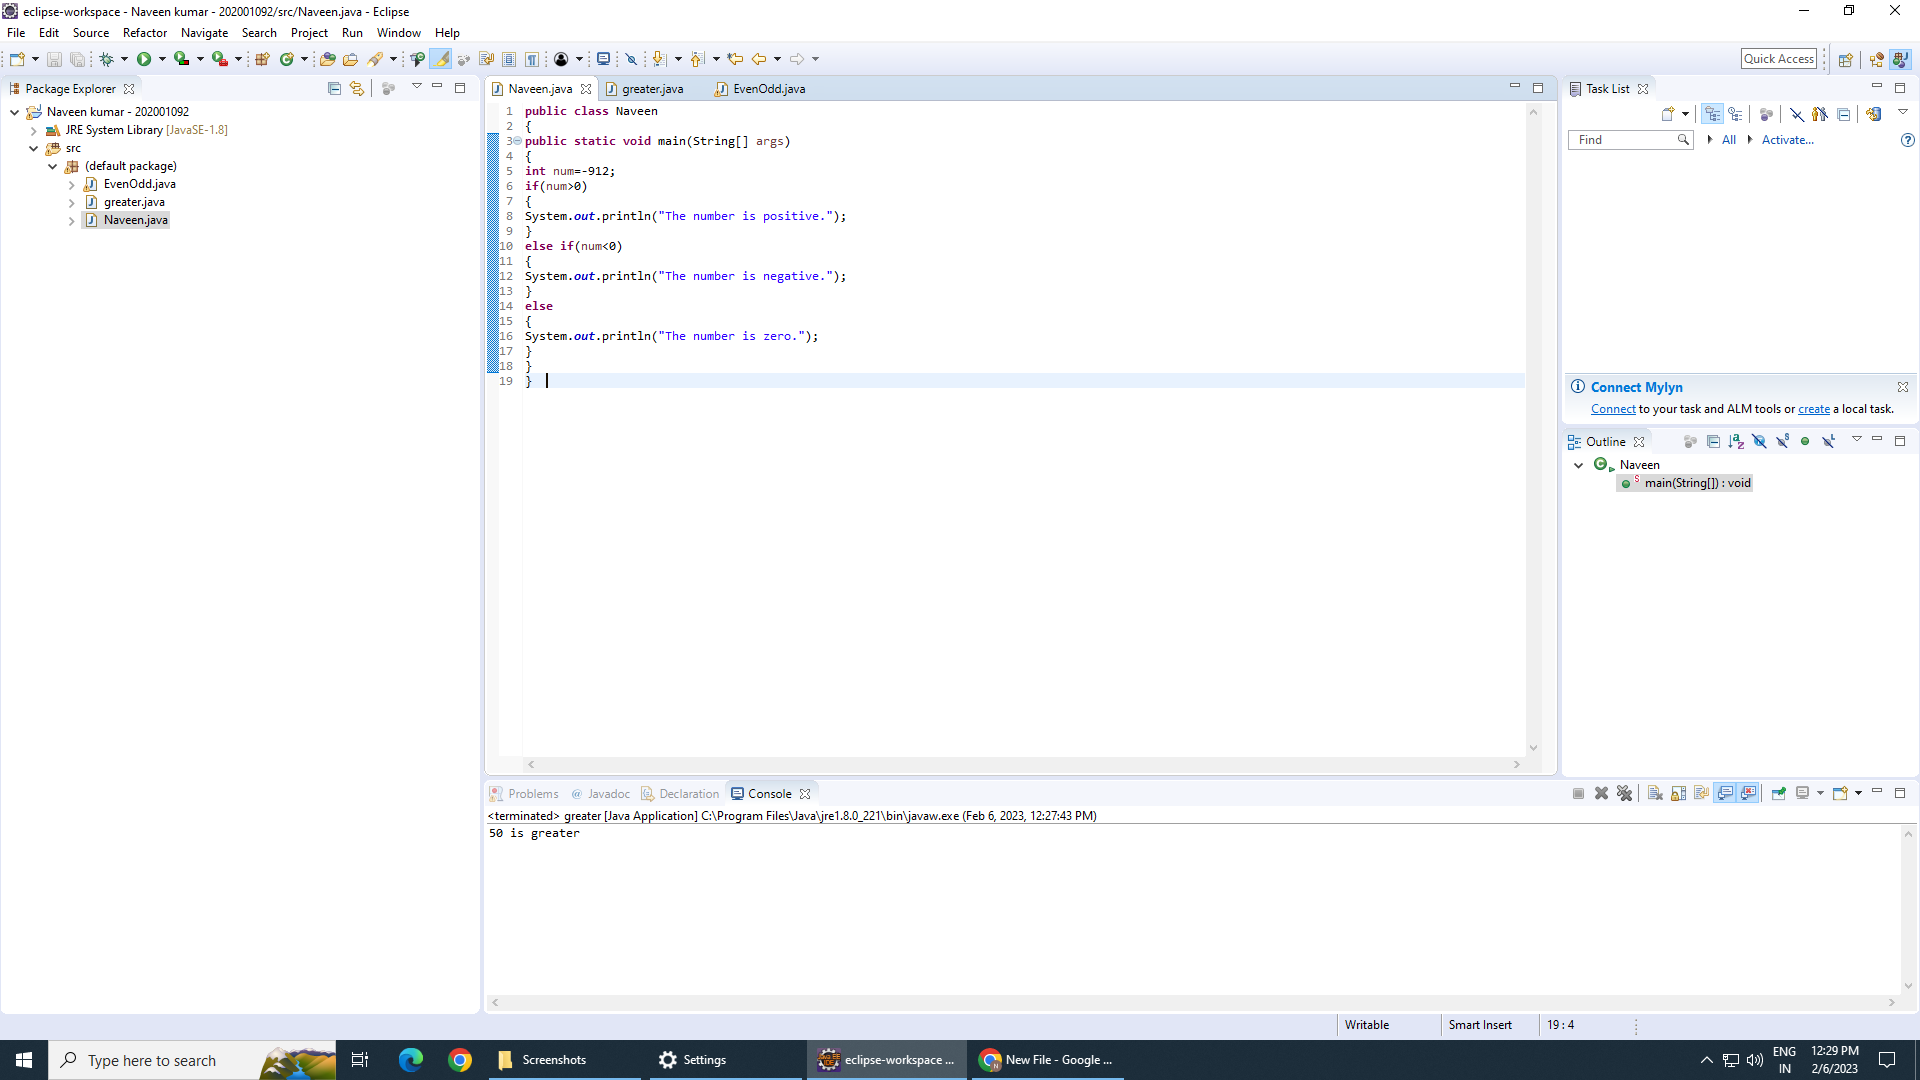 eclipse-workspace - Naveen kumar - 202001092/src/Naveen.java - Eclipse
File Edit Source Refactor Navigate Search Project Run Window Help
Quick Access
Package Explorer
Naveen kumar - 202001092
JRE System Library [JavaSE-1.8]
src
(default package)
EvenOdd.java
greater.java
Naveen.java
Naveen.java greater.java EvenOdd.java
1 public class Naveen
2 {
3 public static void main(String[] args)
4 {
5 int num=-912;
6 if(num>0)
7 {
8 System.out.println("The number is positive.");
9 }
10 else if(num<0)
11 {
12 System.out.println("The number is negative.");
13 }
14 else
15 {
16 System.out.println("The number is zero.");
17 }
18 }
19 }
Task List
Find All Activate...
Connect Mylyn
Connect to your task and ALM tools or create a local task.
Outline
Naveen
main(String[]) : void
Problems @ Javadoc Declaration Console
<terminated> greater [Java Application] C:\Program Files\Java\jre1.8.0_221\bin\javaw.exe (Feb 6, 2023, 12:27:43 PM)
50 is greater
Writable Smart Insert 19 : 4
Type here to search Screenshots Settings eclipse-workspace ... New File - Google ...
ENG
IN
12:29 PM
2/6/2023